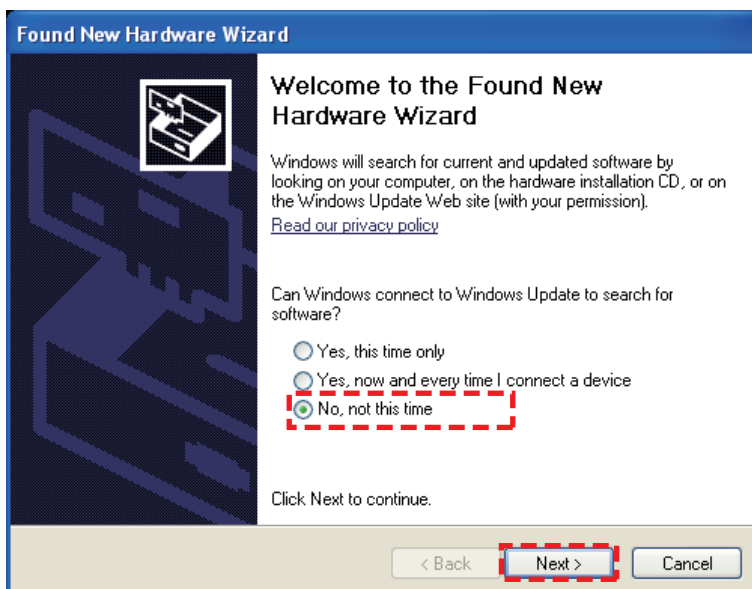 Found New Hardware Wizard
Welcome to the Found New
Hardware Wizard
Windows will search for current and updated software by
looking on your computer, on the hardware installation CD, or on
the Windows Update Web site (with your permission).
Read our privacy policy
Can Windows connect to Windows Update to search for
software?
Yes, this time only
Yes, now and every time I connect a device
No, not this time
Click Next to continue.
< Back Next > Cancel